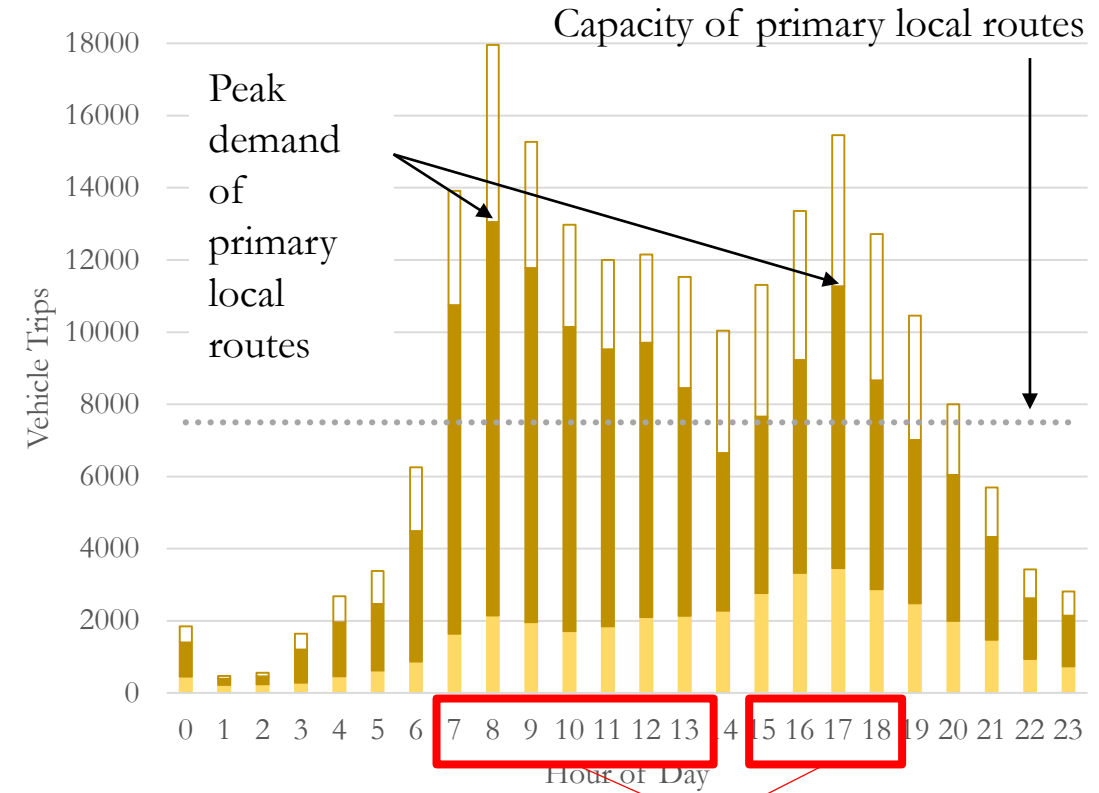 Capacity of primary local routes
Peak
demand
of
primary
local
routes
Vehicle Trips
18000
16000
14000
12000
10000
8000
6000
4000
2000
0
0 1 2 3 4 5 6 7 8 9 10 11 12 13 14 15 16 17 18 19 20 21 22 23
Hour of Day